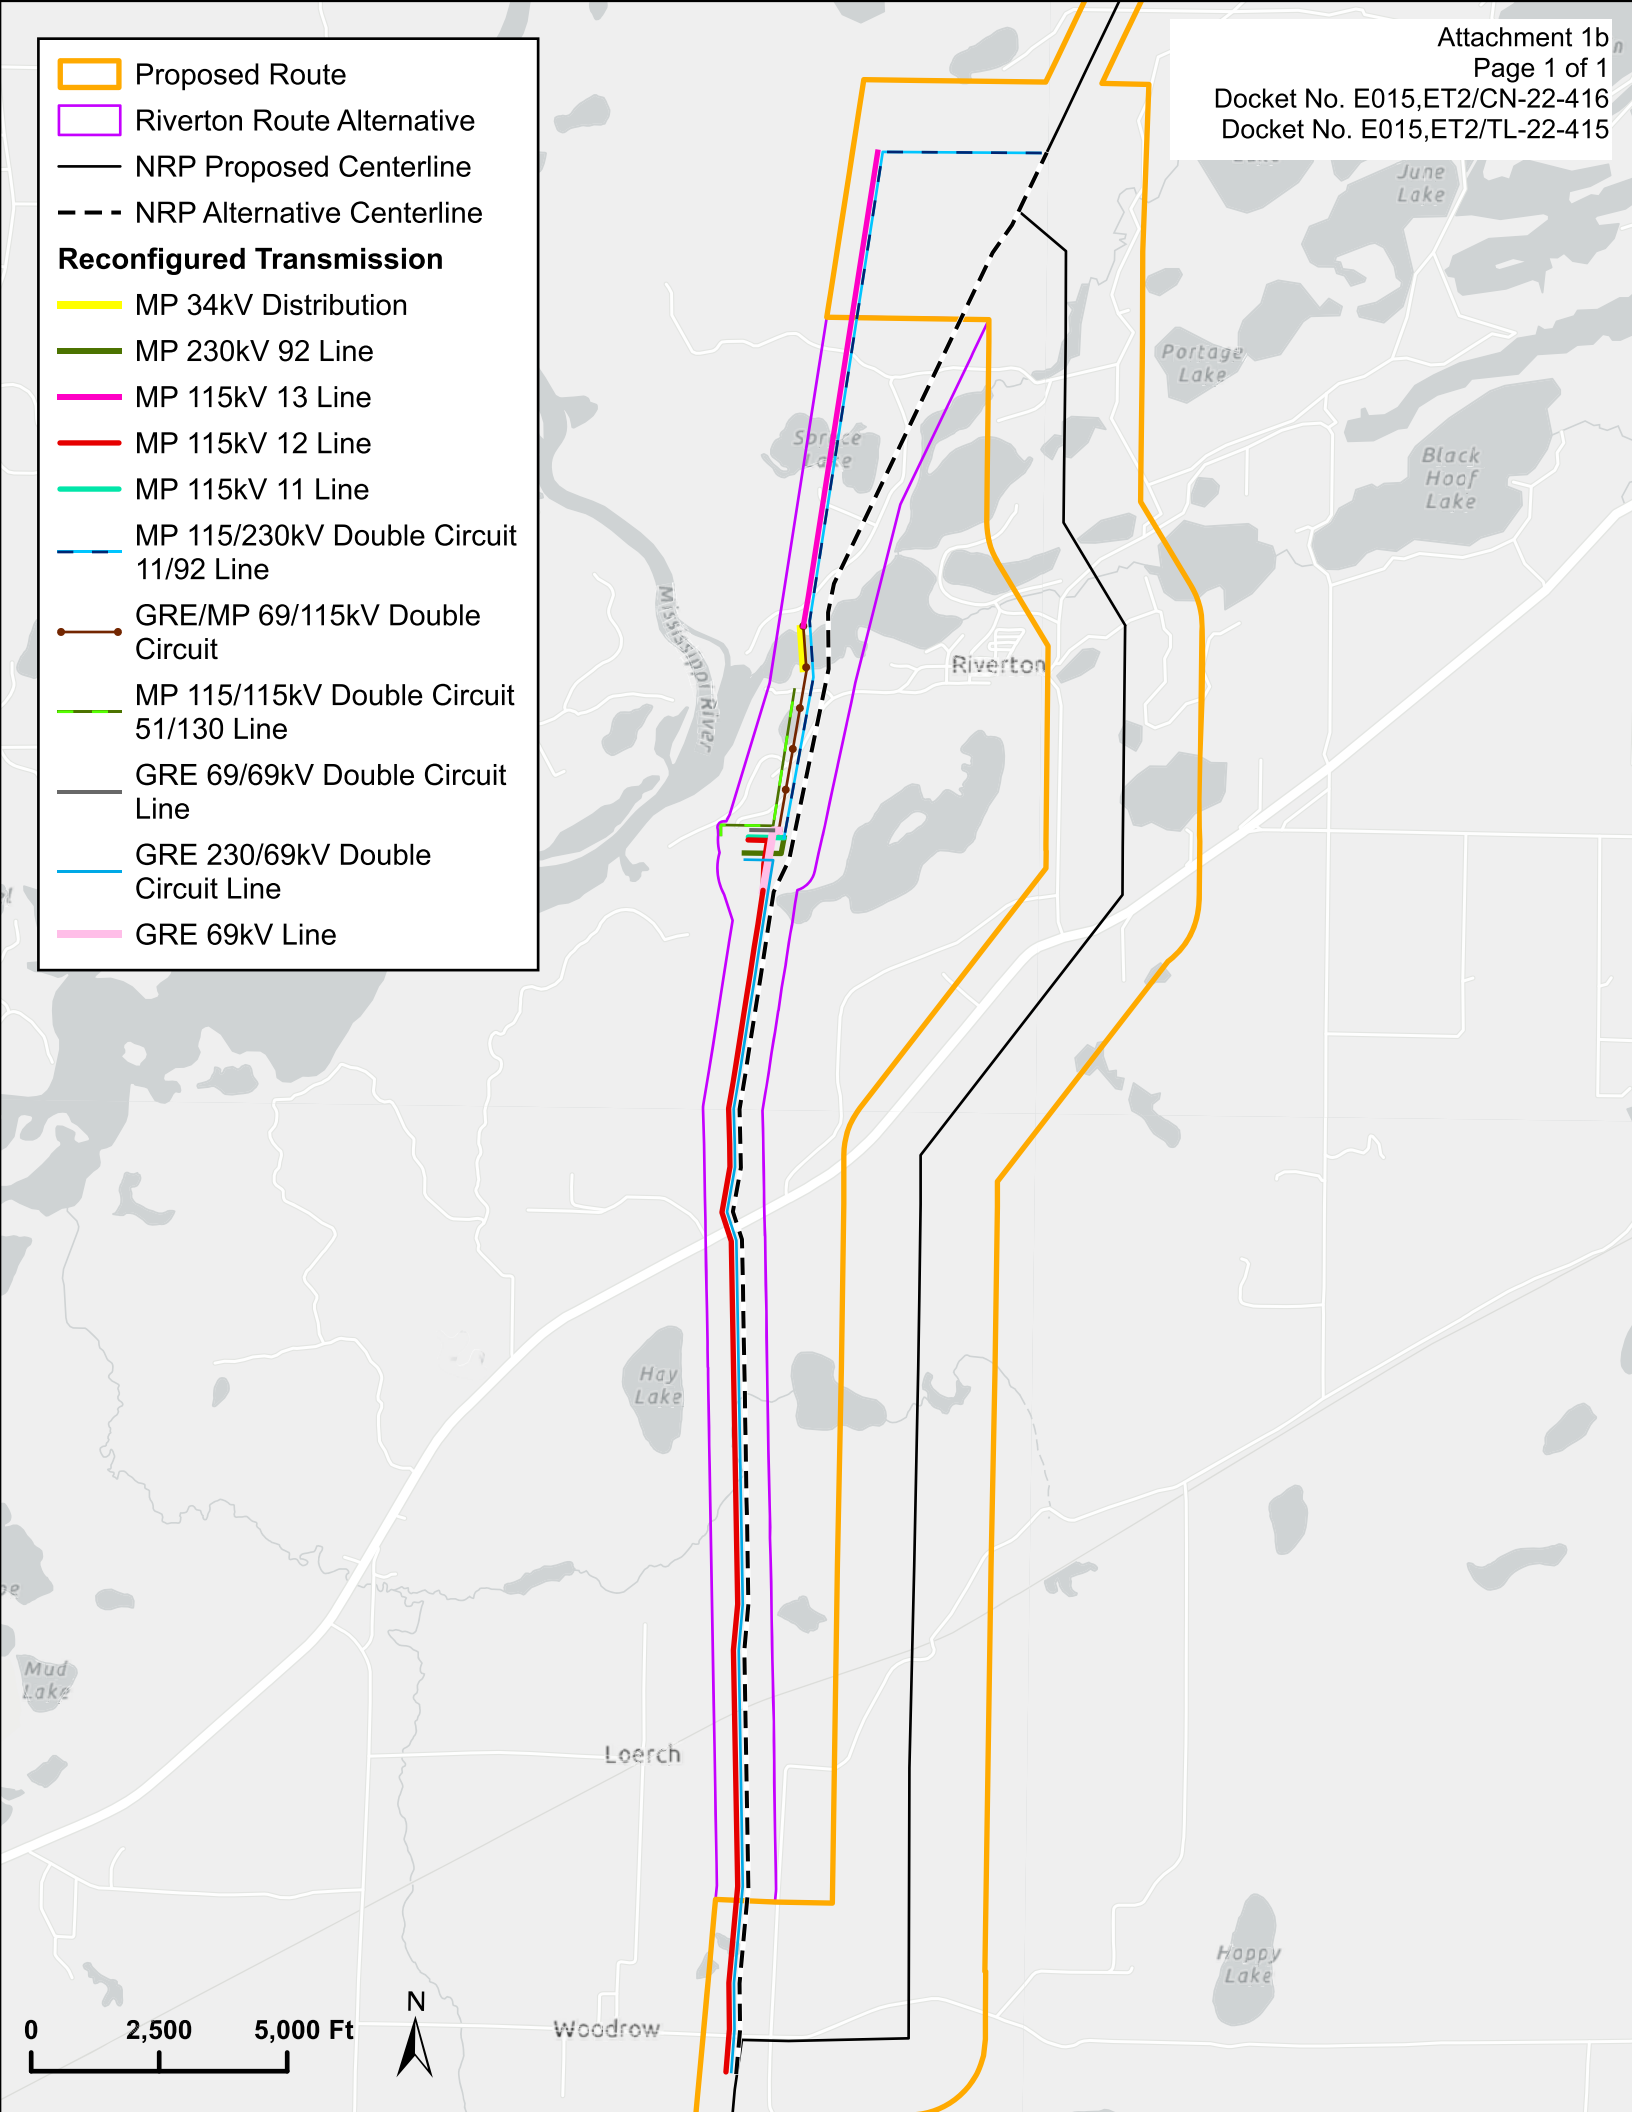 Attachment 1b
Page 1 of 1
Docket No. E015,ET2/CN-22-416
Docket No. E015,ET2/TL-22-415
Proposed Route
Riverton Route Alternative
NRP Proposed Centerline
NRP Alternative Centerline
Reconfigured Transmission
MP 34kV Distribution
MP 230kV 92 Line
MP 115kV 13 Line
MP 115kV 12 Line
MP 115kV 11 Line
MP 115/230kV Double Circuit
11/92 Line
GRE/MP 69/115kV Double
Circuit
MP 115/115kV Double Circuit
51/130 Line
GRE 69/69kV Double Circuit
Line
GRE 230/69kV Double
Circuit Line
GRE 69kV Line
June
Lake
Portage
Lake
Spruce
Lake
Black
Hoof
Lake
Mississippi River
Riverton
Hay
Lake
Mud
Lake
Loerch
Happy
Lake
Woodrow
N
0 2,500 5,000 Ft